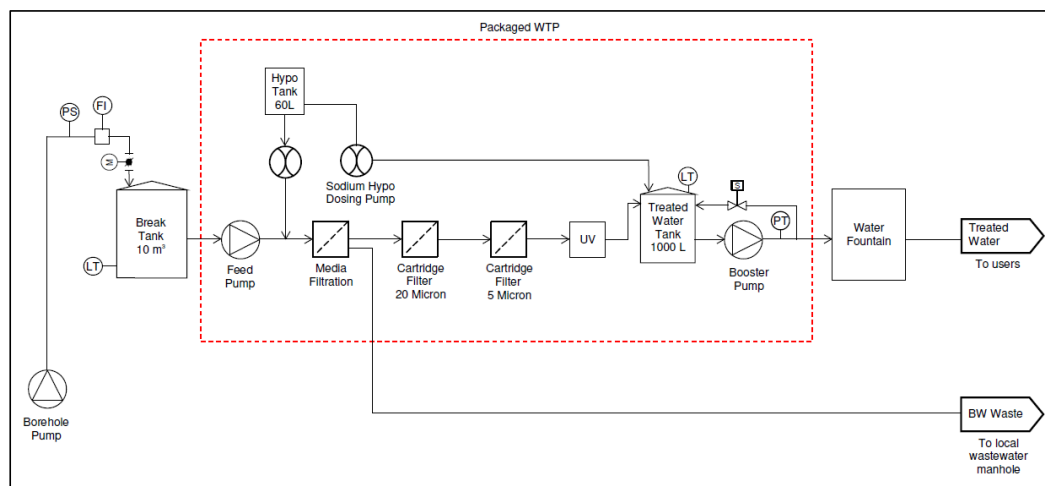 Packaged WTP
PS
FI
M
Hypo
Tank
60L
Sodium Hypo
Dosing Pump
LT
S
Break
Tank
10 m³
LT
Feed
Pump
Media
Filtration
Cartridge
Filter
20 Micron
Cartridge
Filter
5 Micron
UV
Treated
Water
Tank
1000 L
PT
Booster
Pump
Water
Fountain
Treated
Water
To users
Borehole
Pump
BW Waste
To local
wastewater
manhole